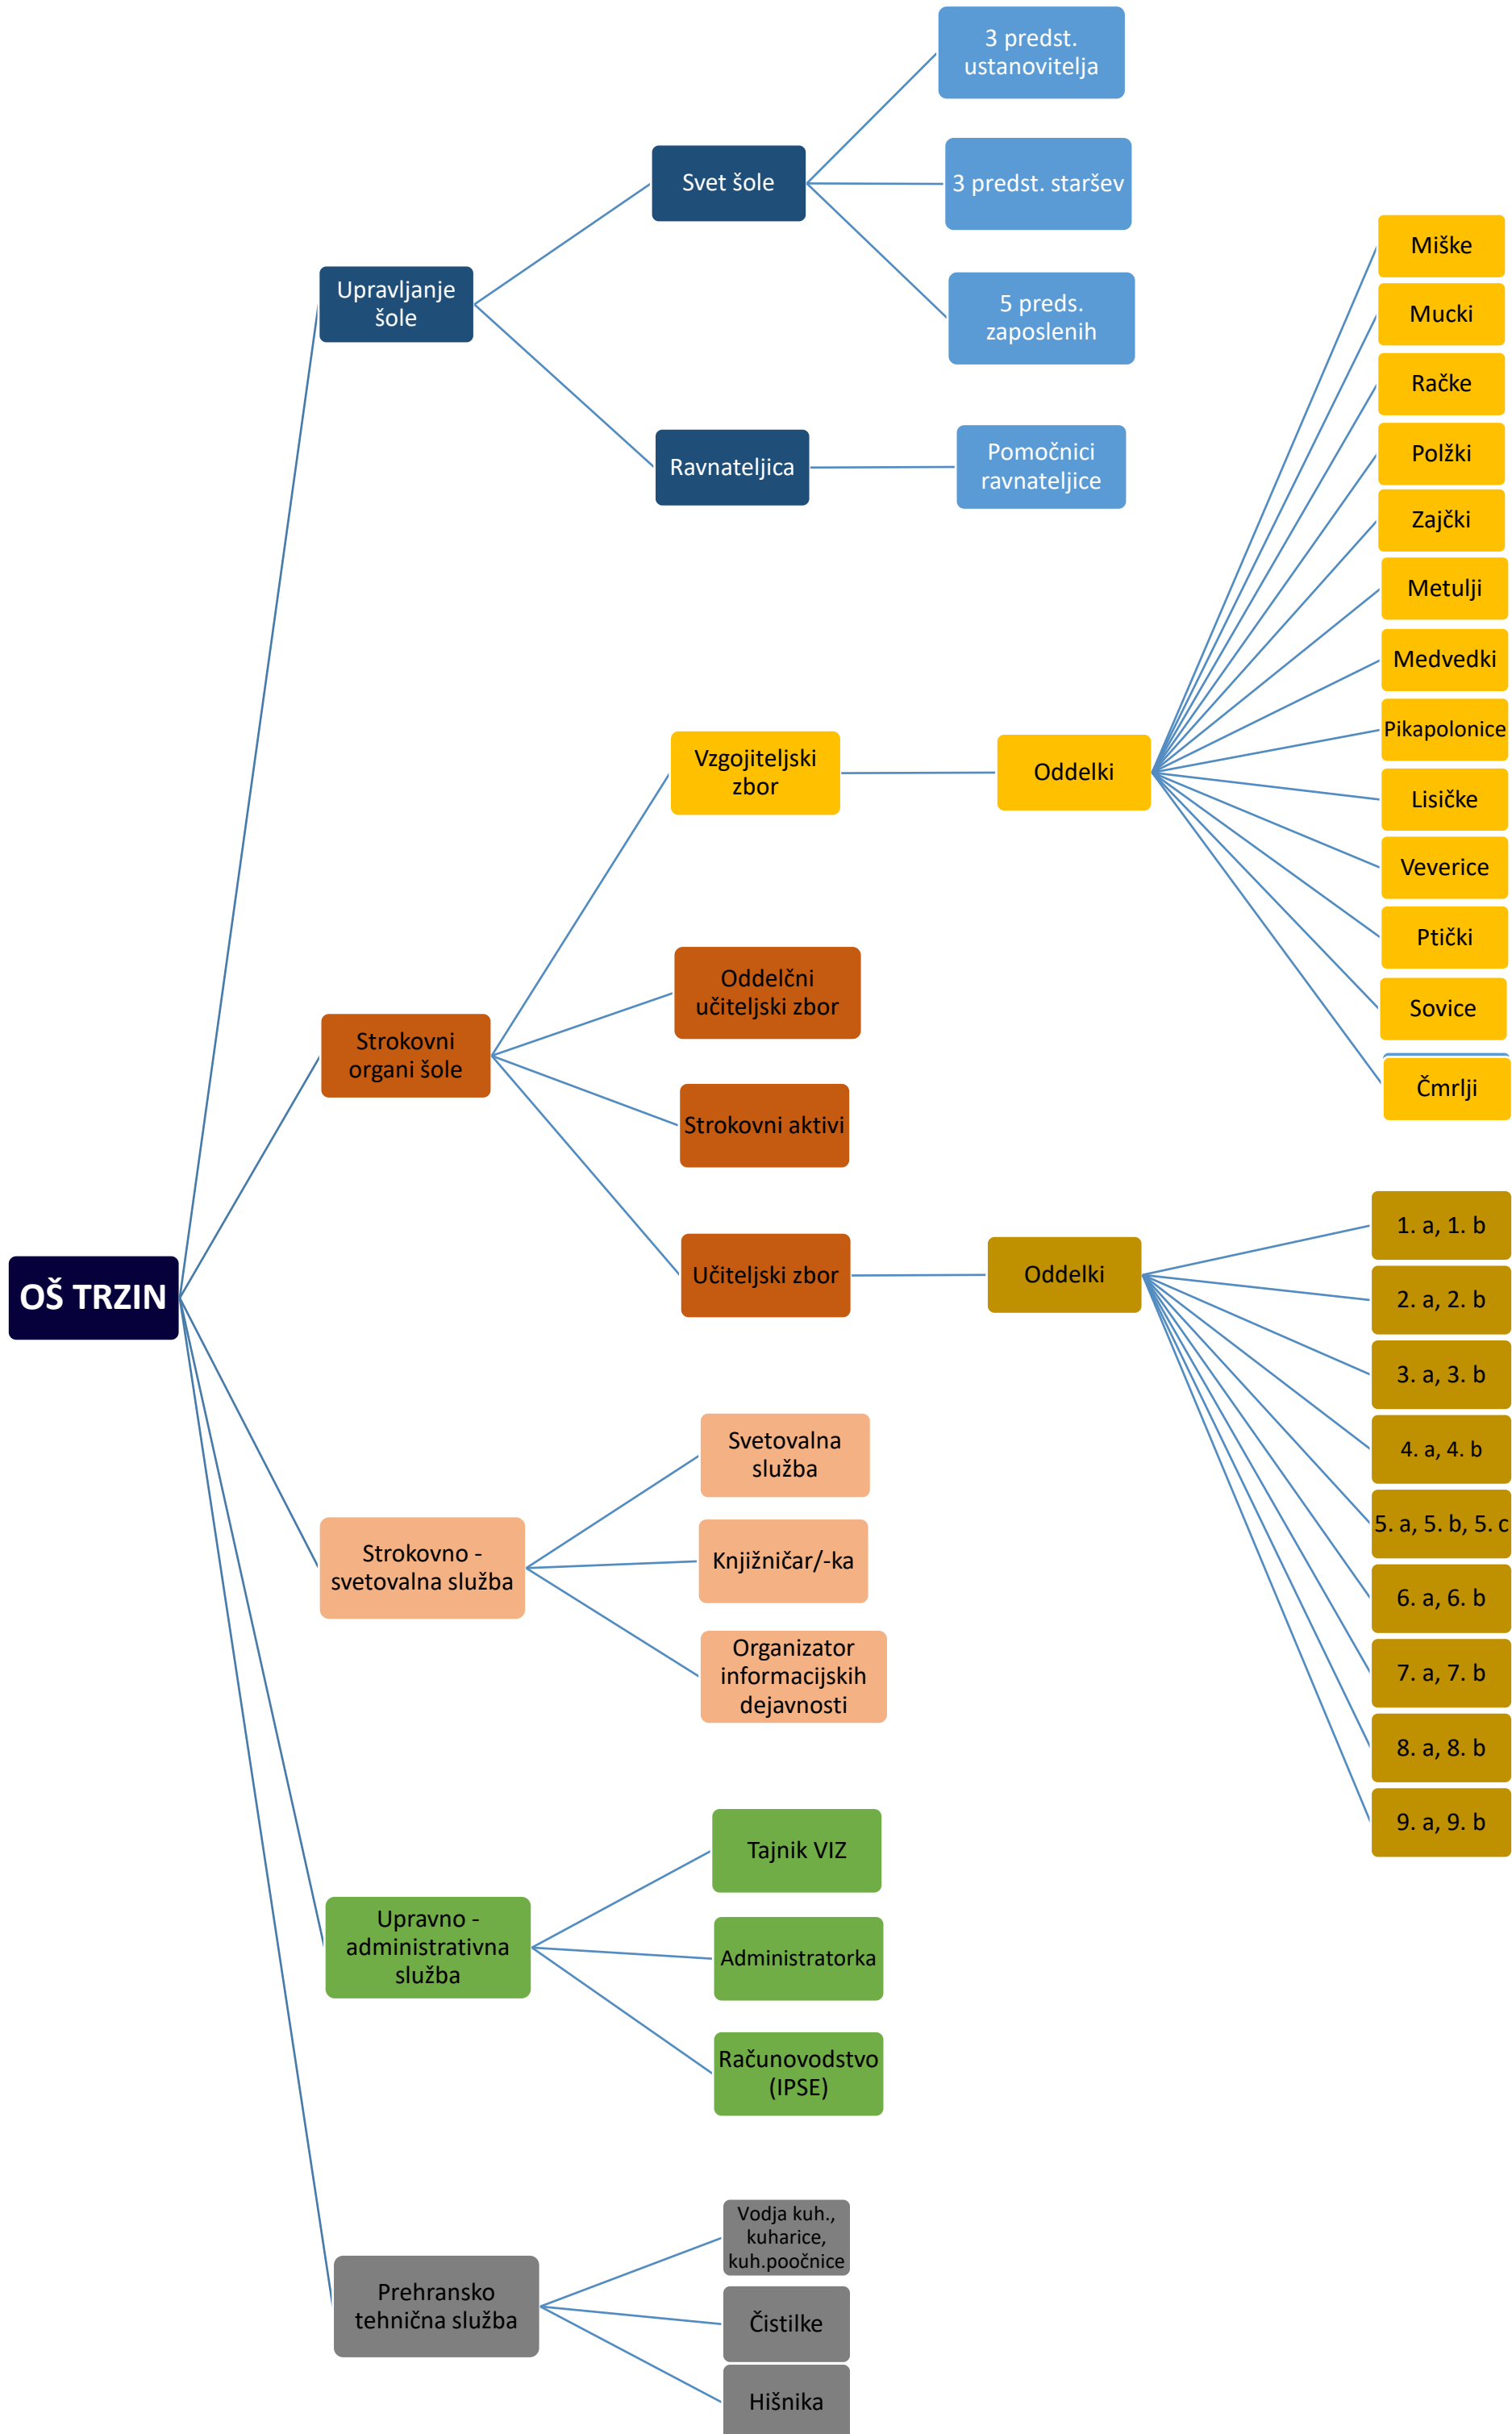 3 predst.
ustanovitelja
Svet šole
3 predst. staršev
5 preds.
zaposlenih
Upravljanje
šole
Ravnateljica
Pomočnici
ravnateljice
Miške
Mucki
Račke
Polžki
Zajčki
Metulji
Medvedki
Pikapolonice
Lisičke
Veverice
Ptički
Sovice
Čmrlji
Vzgojiteljski
zbor
Oddelki
Oddelčni
učiteljski zbor
Strokovni
organi šole
Strokovni aktivi
Učiteljski zbor
Oddelki
1. a, 1. b
2. a, 2. b
3. a, 3. b
4. a, 4. b
5. a, 5. b, 5. c
6. a, 6. b
7. a, 7. b
8. a, 8. b
9. a, 9. b
OŠ TRZIN
Svetovalna
služba
Strokovno -
svetovalna služba
Knjižničar/-ka
Organizator
informacijskih
dejavnosti
Tajnik VIZ
Upravno -
administrativna
služba
Administratorka
Računovodstvo
(IPSE)
Vodja kuh.,
kuharice,
kuh.poočnice
Prehransko
tehnična služba
Čistilke
Hišnika